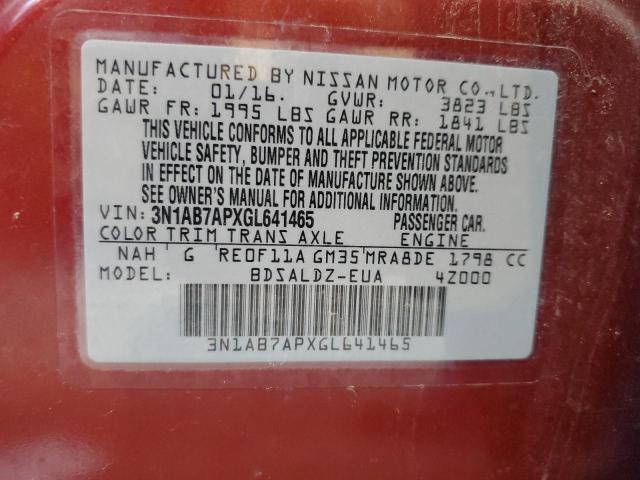 MANUFACTURED BY NISSAN MOTOR CO.,LTD.
DATE: 01/16. GVWR: 3823 LBS
GAWR FR: 1995 LBS GAWR RR: 1841 LBS
THIS VEHICLE CONFORMS TO ALL APPLICABLE FEDERAL MOTOR
VEHICLE SAFETY, BUMPER AND THEFT PREVENTION STANDARDS
IN EFFECT ON THE DATE OF MANUFACTURE SHOWN ABOVE.
SEE OWNER'S MANUAL FOR ADDITIONAL INFORMATION.
VIN: 3N1AB7APXGL641465 PASSENGER CAR.
COLOR TRIM TRANS AXLE ENGINE
NAH G RE0F11A GM35 MRA8DE 1798 CC
MODEL: BDSALDZ-EUA 4Z000
3N1AB7APXGL641465